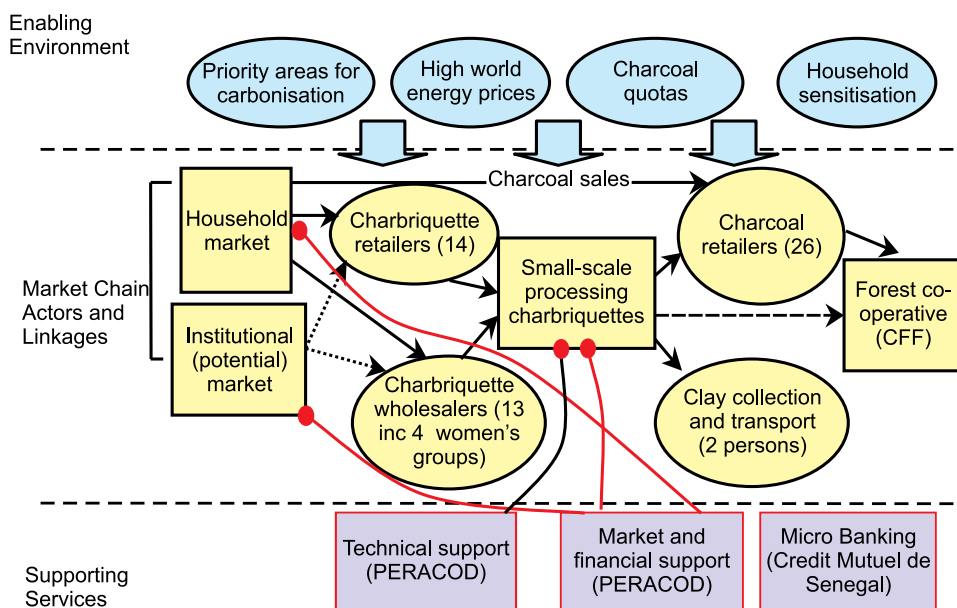 Enabling
Environment
Priority areas for
carbonisation
High world
energy prices
Charcoal
quotas
Household
sensitisation
Charcoal sales
Market Chain
Actors and
Linkages
Household
market
Institutional
(potential)
market
Charbriquette
retailers (14)
Charbriquette
wholesalers (13
inc 4 women's
groups)
Small-scale
processing
charbriquettes
Charcoal
retailers (26)
Clay collection
and transport
(2 persons)
Forest co-
operative
(CFF)
Supporting
Services
Technical support
(PERACOD)
Market and
financial support
(PERACOD)
Micro Banking
(Credit Mutuel de
Senegal)